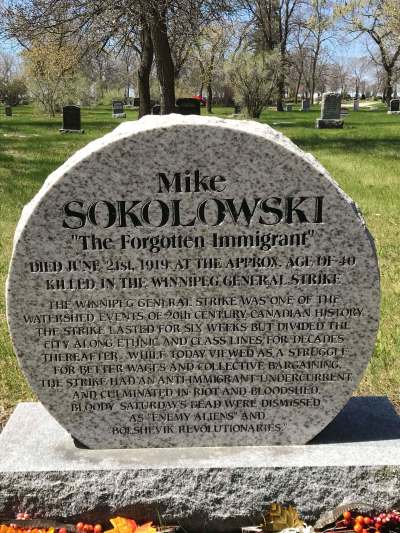 Mike
SOKOLOWSKI
"The Forgotten Immigrant"
DIED JUNE 21st, 1919 AT THE APPROX. AGE OF 40
KILLED IN THE WINNIPEG GENERAL STRIKE
THE WINNIPEG GENERAL STRIKE WAS ONE OF THE
WATERSHED EVENTS OF 20th CENTURY CANADIAN HISTORY.
THE STRIKE LASTED FOR SIX WEEKS BUT DIVIDED THE
CITY ALONG ETHNIC AND CLASS LINES FOR DECADES
THEREAFTER. WHILE TODAY VIEWED AS A STRUGGLE
FOR BETTER WAGES AND COLLECTIVE BARGAINING,
THE STRIKE HAD AN ANTI-IMMIGRANT UNDERCURRENT
AND CULMINATED IN RIOT AND BLOODSHED.
BLOODY SATURDAY'S DEAD WERE DISMISSED
AS "ENEMY ALIENS" AND
BOLSHEVIK REVOLUTIONARIES.